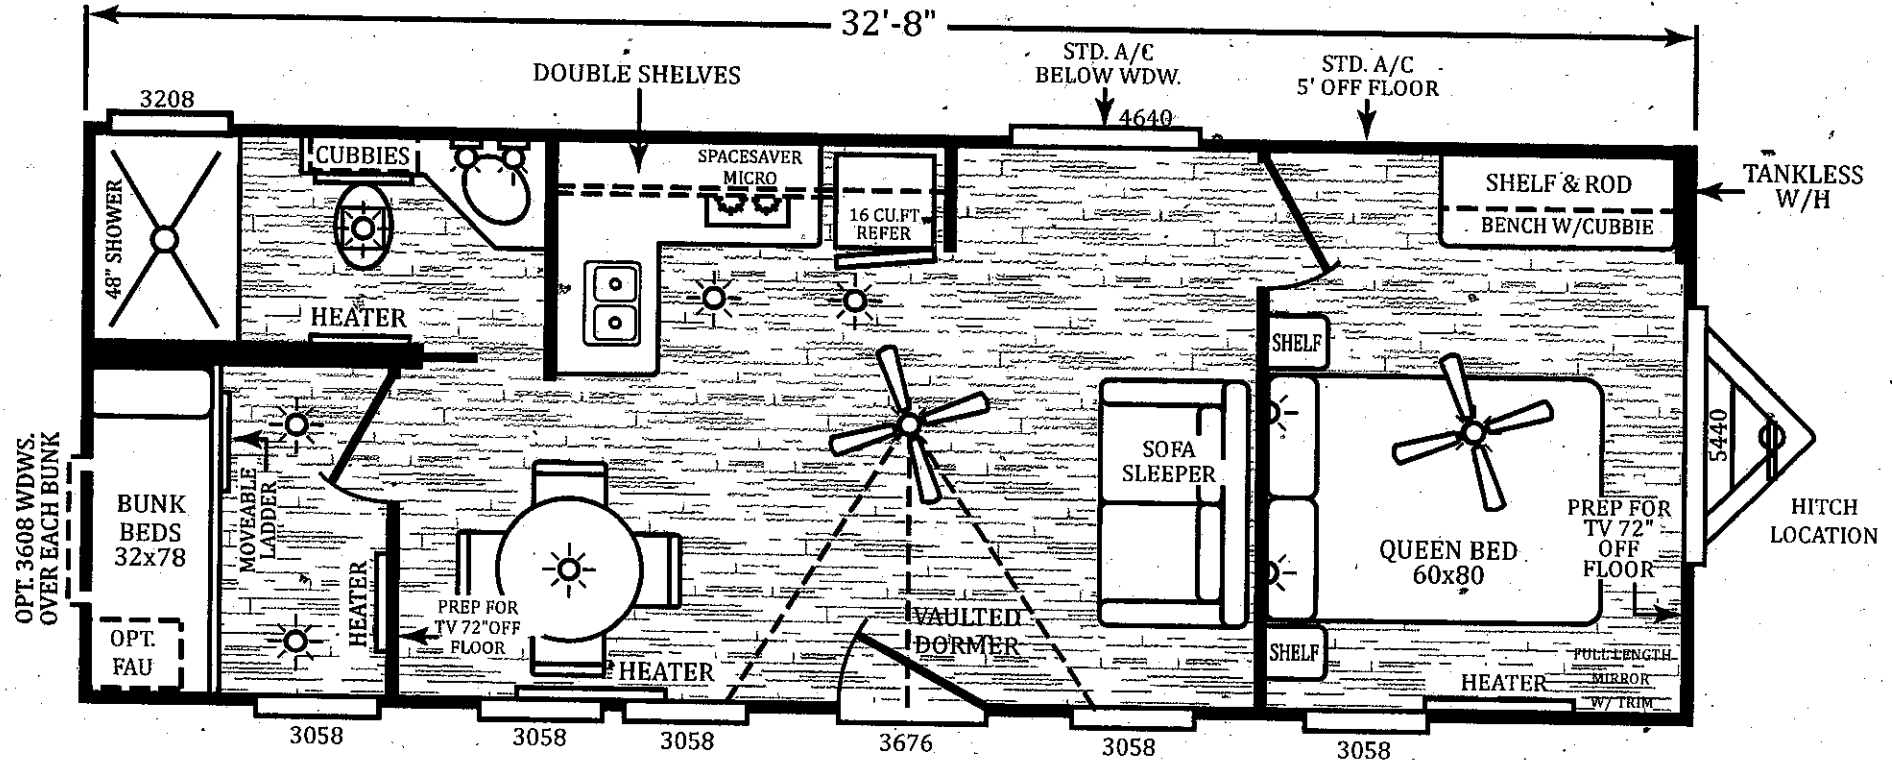 32'-8"
STD. A/C
BELOW WDW.
STD. A/C
5' OFF FLOOR
DOUBLE SHELVES
3208
4640
CUBBIES
SPACESAVER
MICRO
SHELF & ROD
BENCH W/CUBBIE
TANKLESS
W/H
48" SHOWER
16 CU.FT.
REFER
HEATER
SHELF
OPT. 3608 WDWS.
OVER EACH BUNK
BUNK
BEDS
32x78
MOVEABLE
LADDER
SOFA
SLEEPER
5440
HITCH
LOCATION
PREP FOR
TV 72"
OFF
FLOOR
QUEEN BED
60x80
HEATER
PREP FOR
TV 72"OFF
FLOOR
VAULTED
DORMER
OPT.
FAU
HEATER
SHELF
FULL LENGTH
MIRROR
W/ TRIM
HEATER
3058
3058
3058
3676
3058
3058